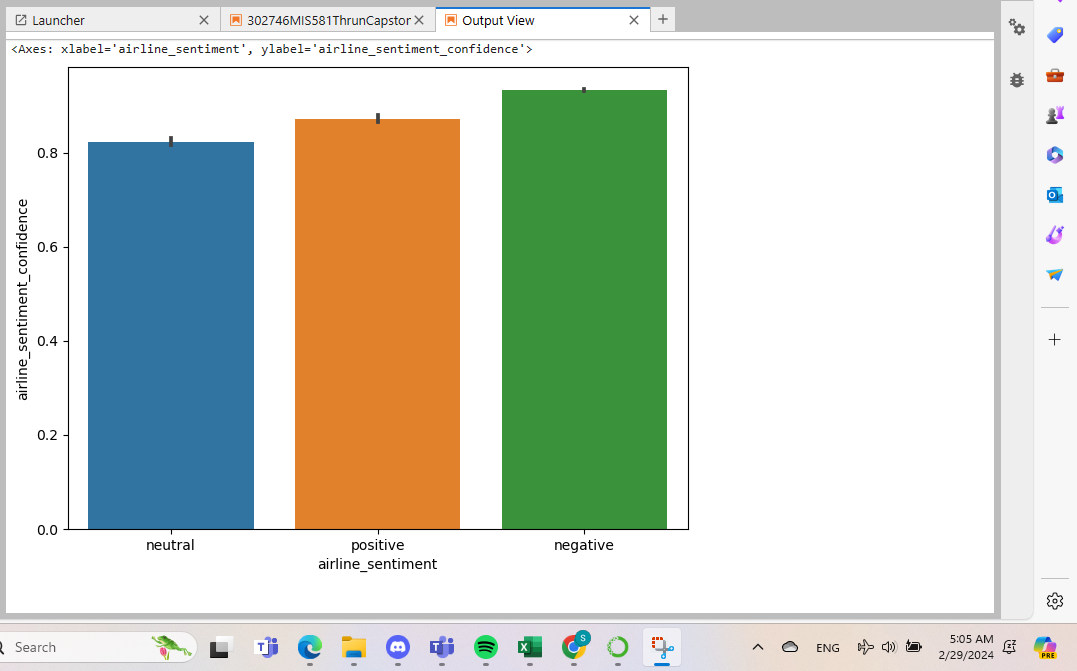 Launcher
302746MIS581ThrunCapstor
Output View
<Axes: xlabel='airline_sentiment', ylabel='airline_sentiment_confidence'>
airline_sentiment_confidence
0.8
0.6
0.4
0.2
0.0
neutral positive negative
airline_sentiment
Search
S
ENG
5:05 AM
2/29/2024
PRE